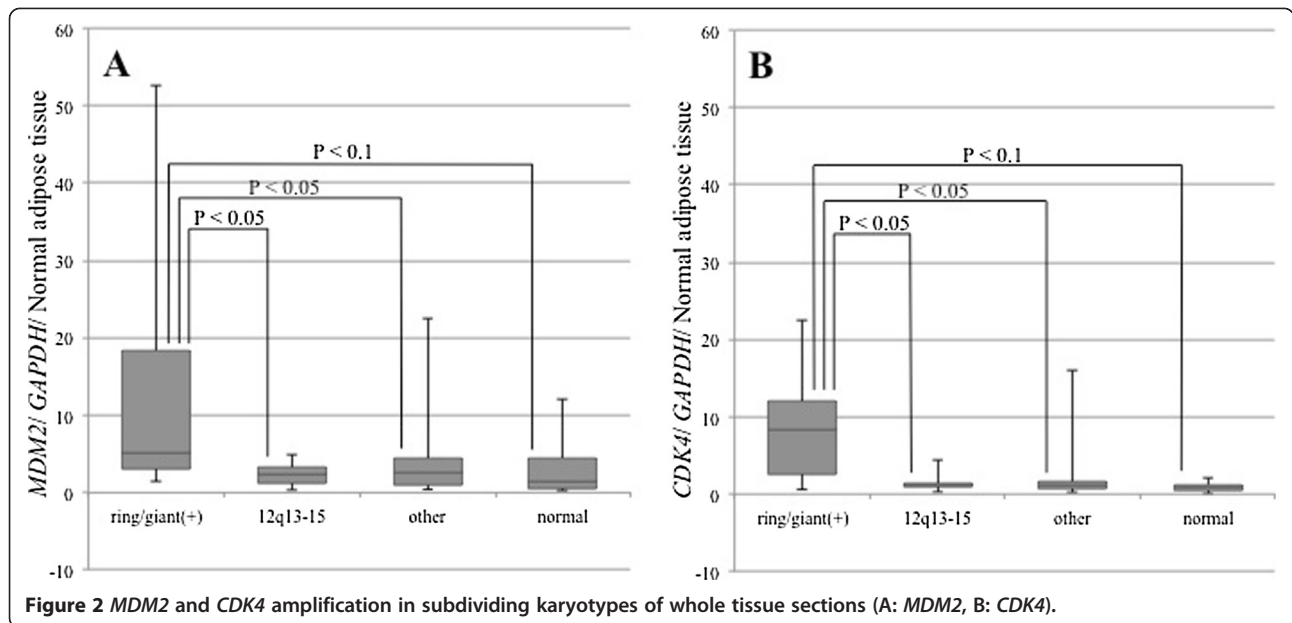 A
MDM2/ GAPDH/ Normal adipose tissue
60
50
40
30
20
10
0
-10
P < 0.1
P < 0.05
P < 0.05
ring/giant(+) 12q13-15 other normal
B
CDK4/ GAPDH/ Normal adipose tissue
60
50
40
30
20
10
0
-10
P < 0.1
P < 0.05
P < 0.05
ring/giant(+) 12q13-15 other normal
Figure 2 MDM2 and CDK4 amplification in subdividing karyotypes of whole tissue sections (A: MDM2, B: CDK4).